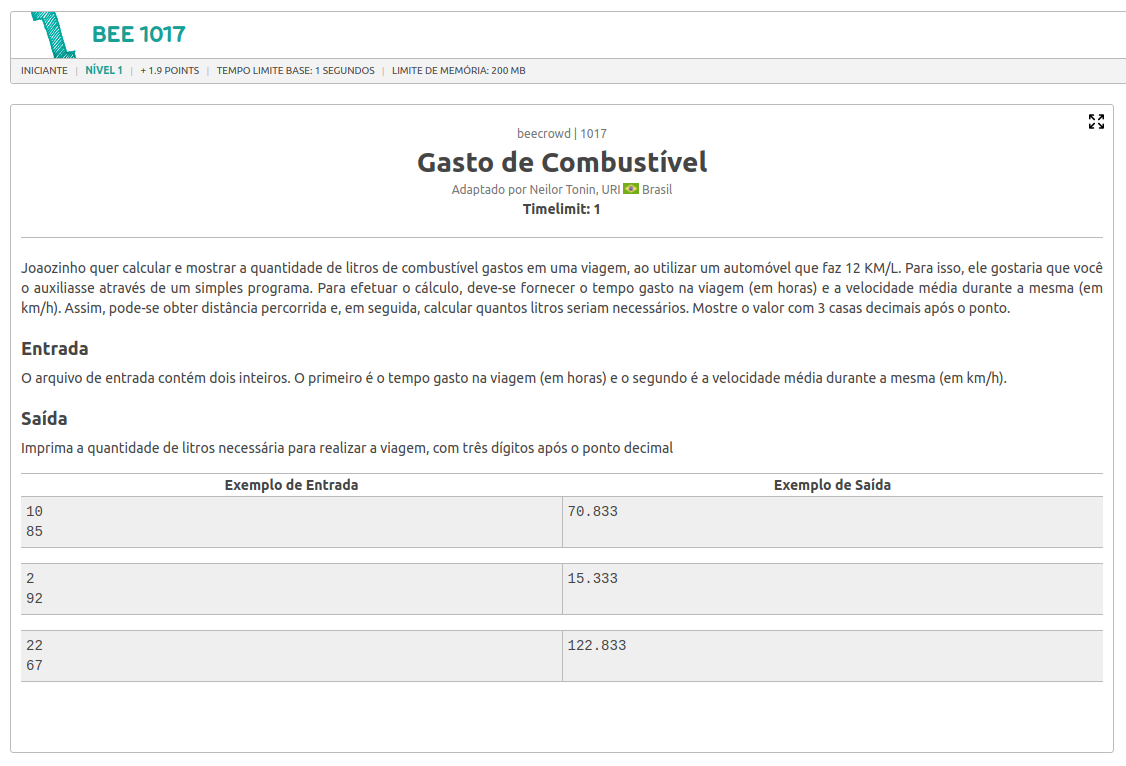 BEE 1017
INICIANTE | NÍVEL 1 | + 1.9 POINTS | TEMPO LIMITE BASE: 1 SEGUNDOS | LIMITE DE MEMÓRIA: 200 MB
beecrowd | 1017
Gasto de Combustível
Adaptado por Neilor Tonin, URI Brasil
Timelimit: 1
Joaozinho quer calcular e mostrar a quantidade de litros de combustível gastos em uma viagem, ao utilizar um automóvel que faz 12 KM/L. Para isso, ele gostaria que você
o auxiliasse através de um simples programa. Para efetuar o cálculo, deve-se fornecer o tempo gasto na viagem (em horas) e a velocidade média durante a mesma (em
km/h). Assim, pode-se obter distância percorrida e, em seguida, calcular quantos litros seriam necessários. Mostre o valor com 3 casas decimais após o ponto.
Entrada
O arquivo de entrada contém dois inteiros. O primeiro é o tempo gasto na viagem (em horas) e o segundo é a velocidade média durante a mesma (em km/h).
Saída
Imprima a quantidade de litros necessária para realizar a viagem, com três dígitos após o ponto decimal
Exemplo de Entrada Exemplo de Saída
10 70.833
85
2 15.333
92
22 122.833
67